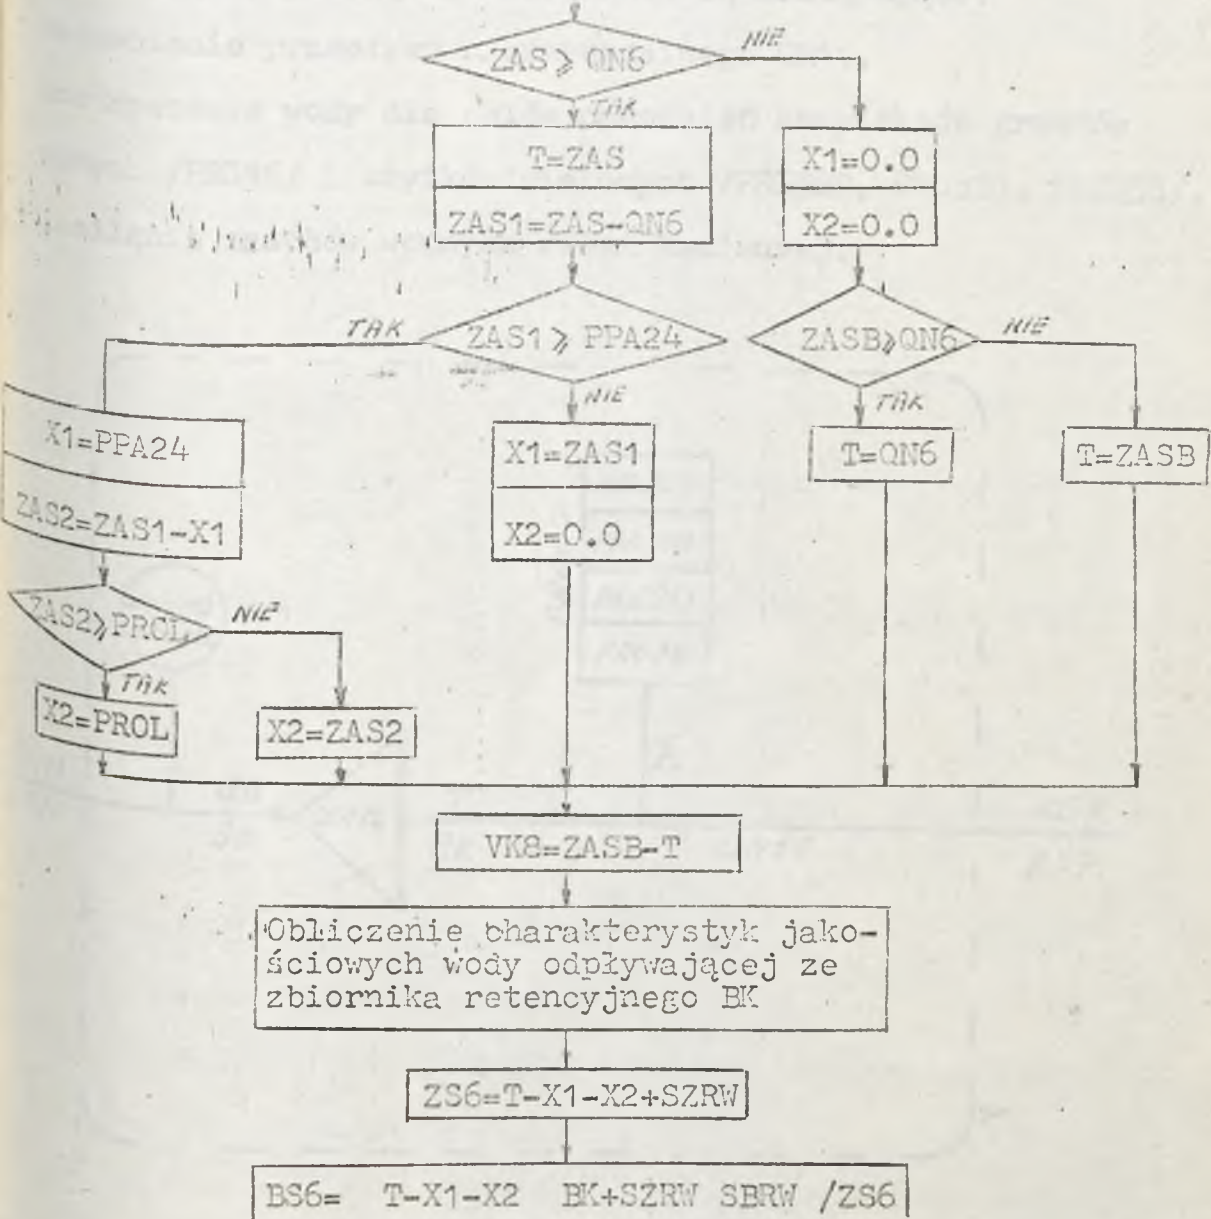 ZAS ⩾ QN6
NIE
TAK
T=ZAS
X1=0.0
ZAS1=ZAS-QN6
X2=0.0
TAK
ZAS1 ⩾ PPA24
ZASB⩾QN6
NIE
NIE
TAK
X1=PPA24
X1=ZAS1
T=QN6
T=ZASB
ZAS2=ZAS1-X1
X2=0.0
ZAS2⩾PROL
NIE
TAK
X2=PROL
X2=ZAS2
VK8=ZASB-T
Obliczenie charakterystyk jako-
ściowych wody odpływającej ze
zbiornika retencyjnego BK
ZS6=T-X1-X2+SZRW
BS6= T-X1-X2 BK+SZRW SBRW /ZS6